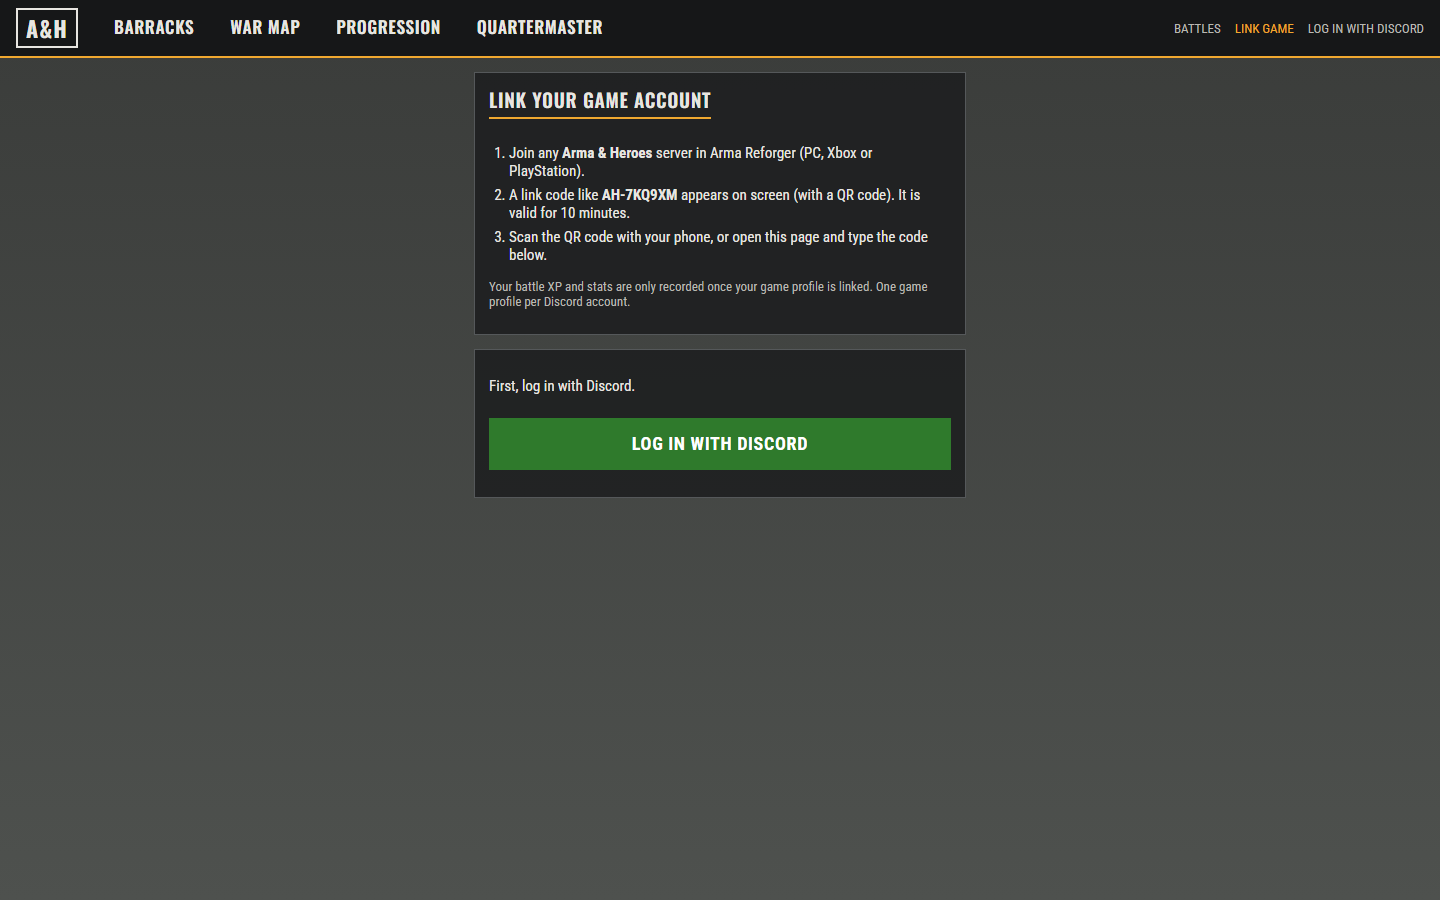 A&H
BARRACKS
WAR MAP
PROGRESSION
QUARTERMASTER
BATTLES
LINK GAME
LOG IN WITH DISCORD
LINK YOUR GAME ACCOUNT
1. Join any Arma & Heroes server in Arma Reforger (PC, Xbox or
PlayStation).
2. A link code like AH-7KQ9XM appears on screen (with a QR code). It is
valid for 10 minutes.
3. Scan the QR code with your phone, or open this page and type the code
below.
Your battle XP and stats are only recorded once your game profile is linked. One game
profile per Discord account.
First, log in with Discord.
LOG IN WITH DISCORD